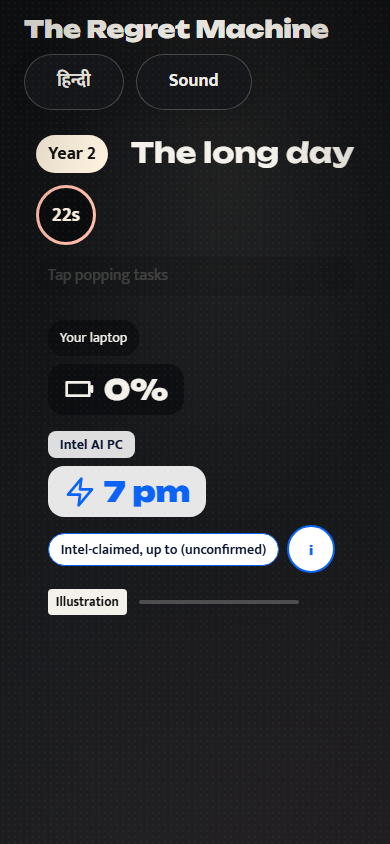 The Regret Machine
हिन्दी Sound
Year 2 The long day
22s
Tap popping tasks
Your laptop
0%
Intel AI PC
7 pm
Intel-claimed, up to (unconfirmed) i
Illustration